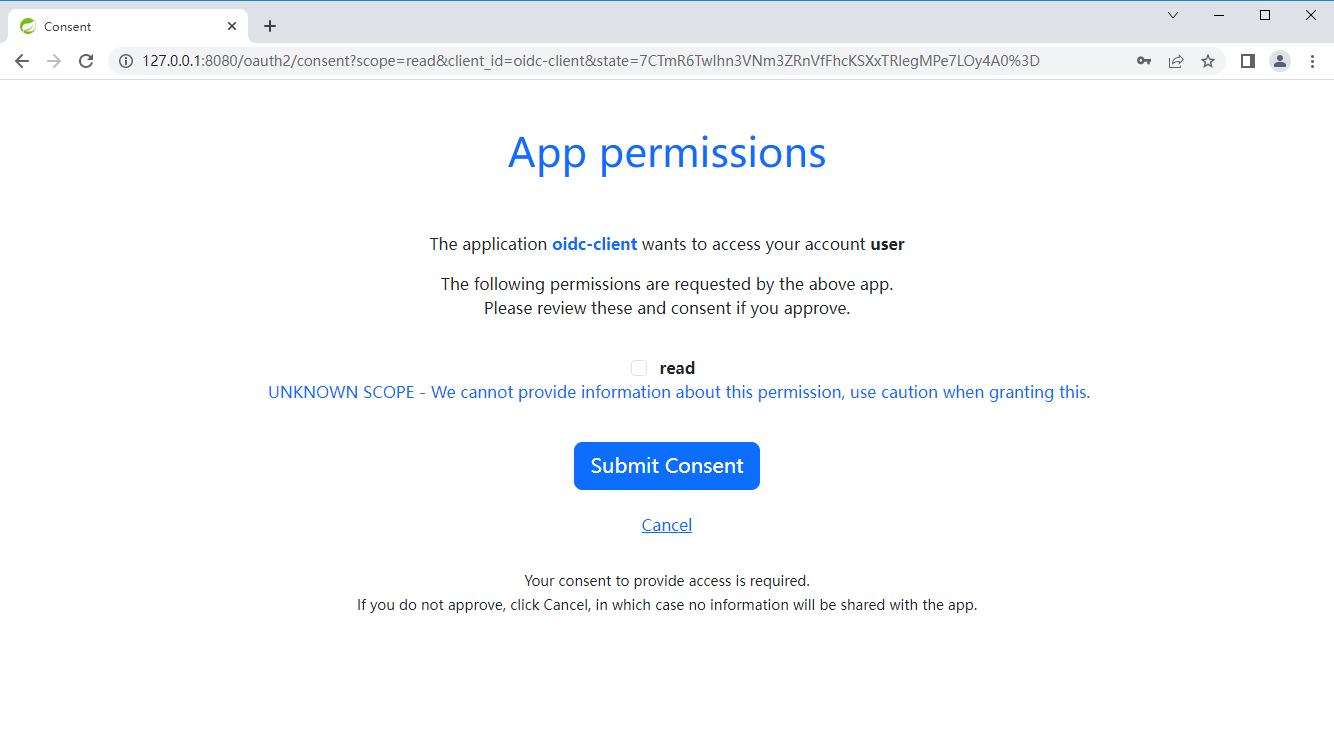 Consent
127.0.0.1:8080/oauth2/consent?scope=read&client_id=oidc-client&state=7CTmR6Twlhn3VNm3ZRnVfFhcKSXxTRlegMPe7LOy4A0%3D
App permissions
The application oidc-client wants to access your account user
The following permissions are requested by the above app.
Please review these and consent if you approve.
read
UNKNOWN SCOPE - We cannot provide information about this permission, use caution when granting this.
Submit Consent
Cancel
Your consent to provide access is required.
If you do not approve, click Cancel, in which case no information will be shared with the app.